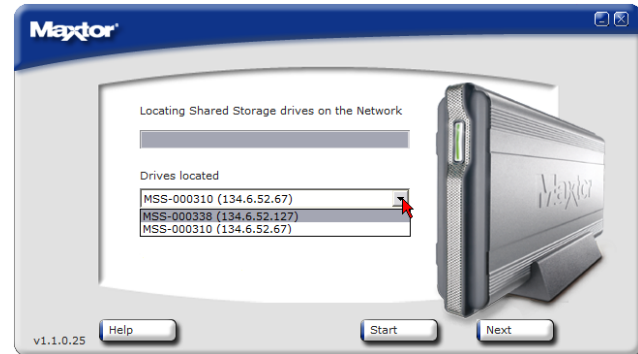 Maxtor
Locating Shared Storage drives on the Network
Drives located
MSS-000310 (134.6.52.67)
MSS-000338 (134.6.52.127)
MSS-000310 (134.6.52.67)
Maxtor
v1.1.0.25
Help
Start
Next